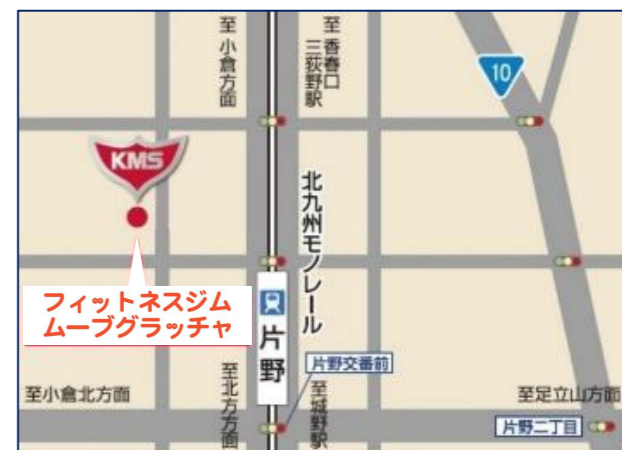 至小倉方面
至香春口
三萩野駅
10
KMS
北九州モノレール
フィットネスジム
ムーブグラッチャ
片野
片野交番前
至小倉北方面
至北方方面
至城野駅
至足立山方面
片野二丁目